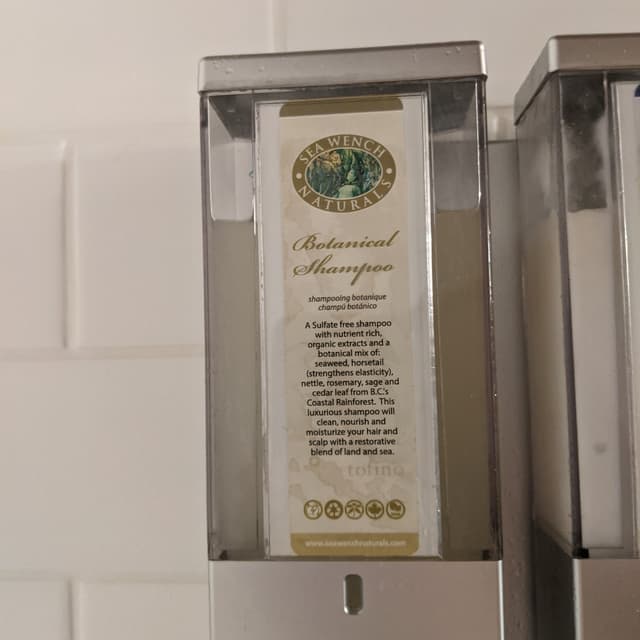 SEA WENCH
NATURALS
Botanical
Shampoo
shampooing botanique
champú botánico
A Sulfate free shampoo
with nutrient rich,
organic extracts and a
botanical mix of:
seaweed, horsetail
(strengthens elasticity),
nettle, rosemary, sage and
cedar leaf from B.C.'s
Coastal Rainforest. This
luxurious shampoo will
clean, nourish and
moisturize your hair and
scalp with a restorative
blend of land and sea.
tofino
www.seawenchnaturals.com